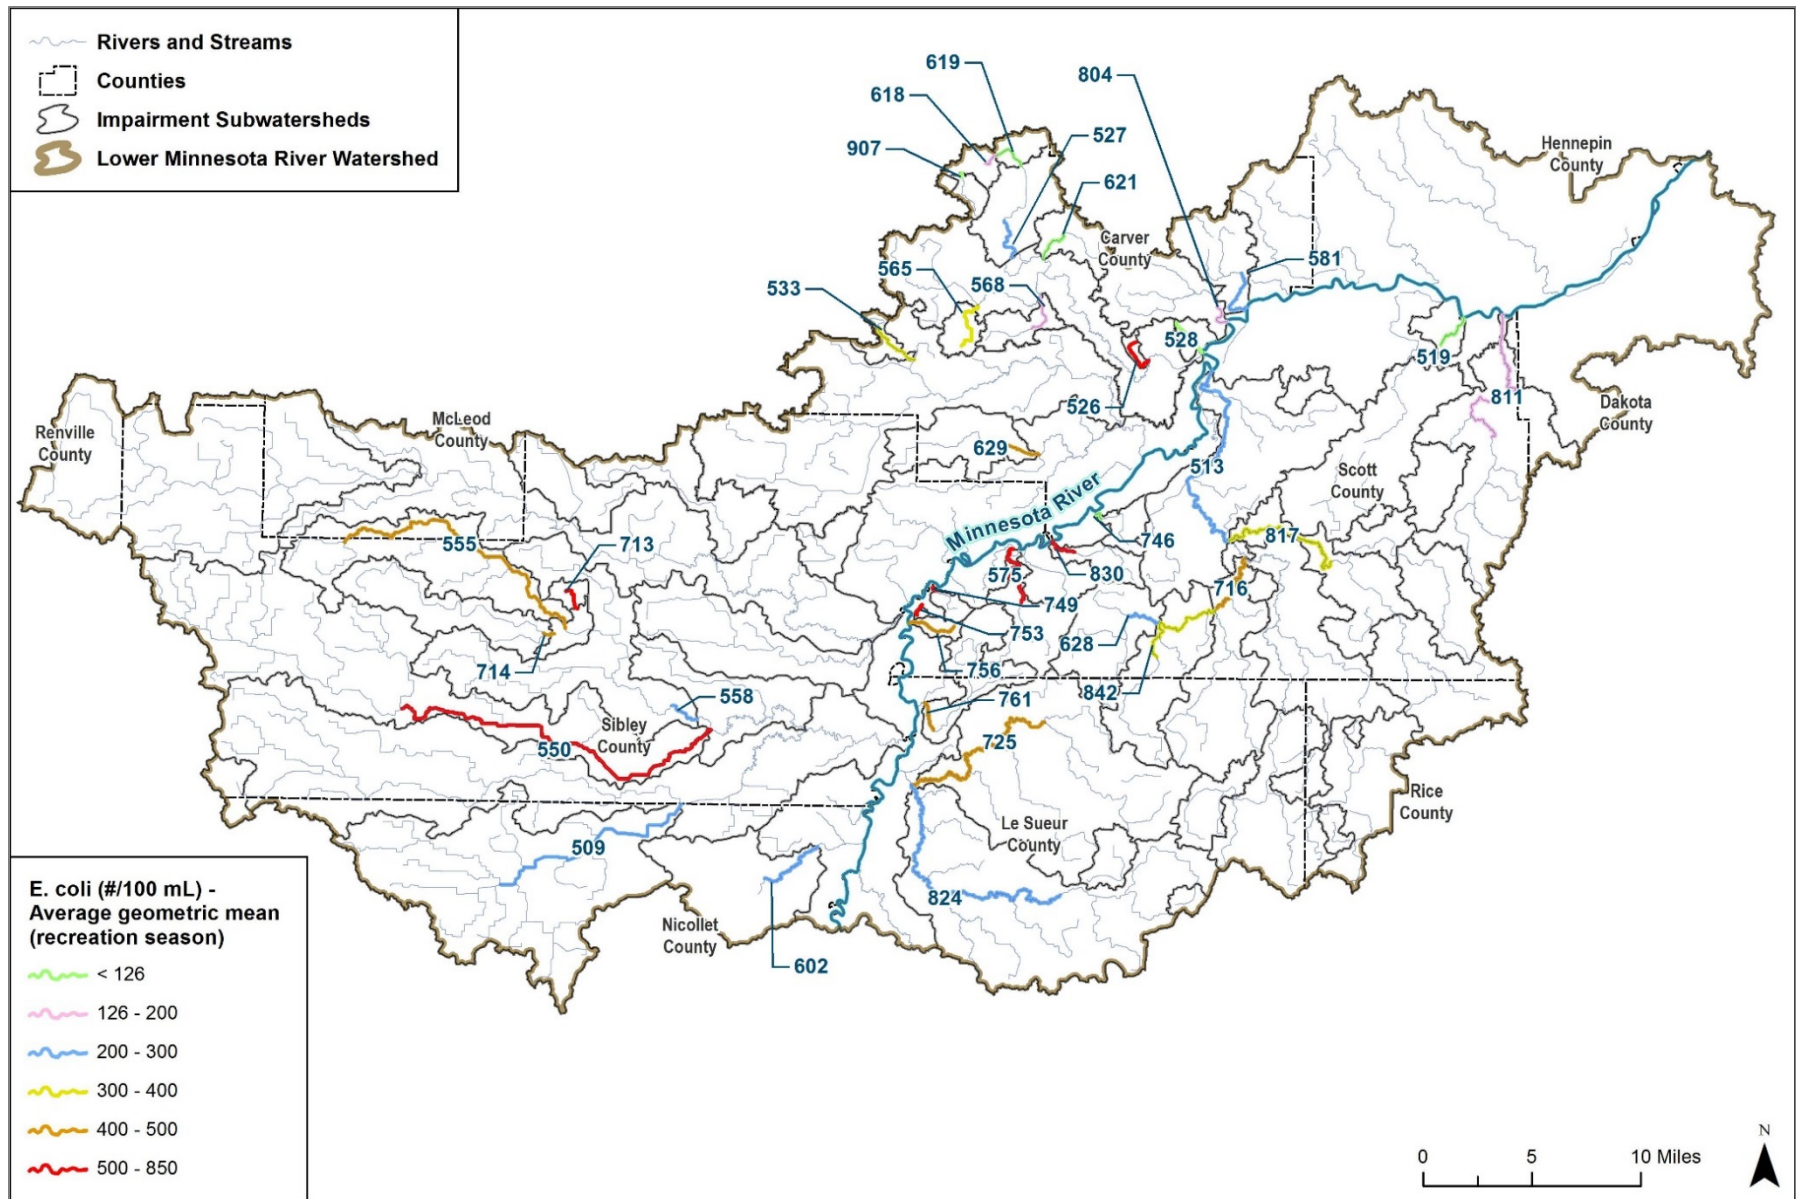 Rivers and Streams
Counties
Impairment Subwatersheds
Lower Minnesota River Watershed
619
804
618
527
907
Hennepin
County
621
Carver
County
581
565
568
533
528
519
526
811
McLeod
County
Renville
County
Dakota
County
629
513
Scott
County
Minnesota River
555
713
746
817
575
830
716
749
753
628
714
756
842
558
761
Sibley
County
550
725
Rice
County
Le Sueur
County
509
824
Nicollet
County
602
E. coli (#/100 mL) -
Average geometric mean
(recreation season)
< 126
126 - 200
200 - 300
300 - 400
400 - 500
500 - 850
N
0 5 10 Miles